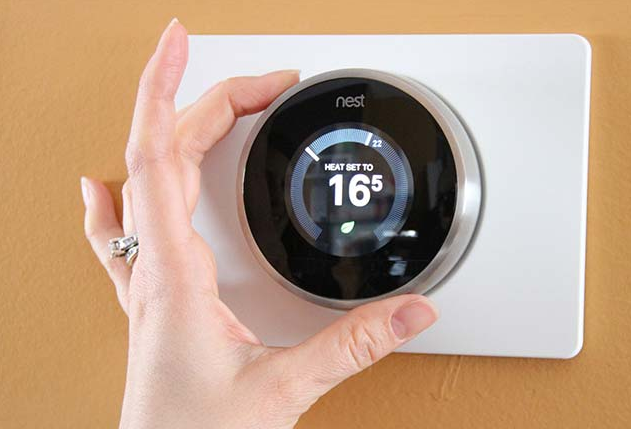 nest
22
HEAT SET TO
16⁵